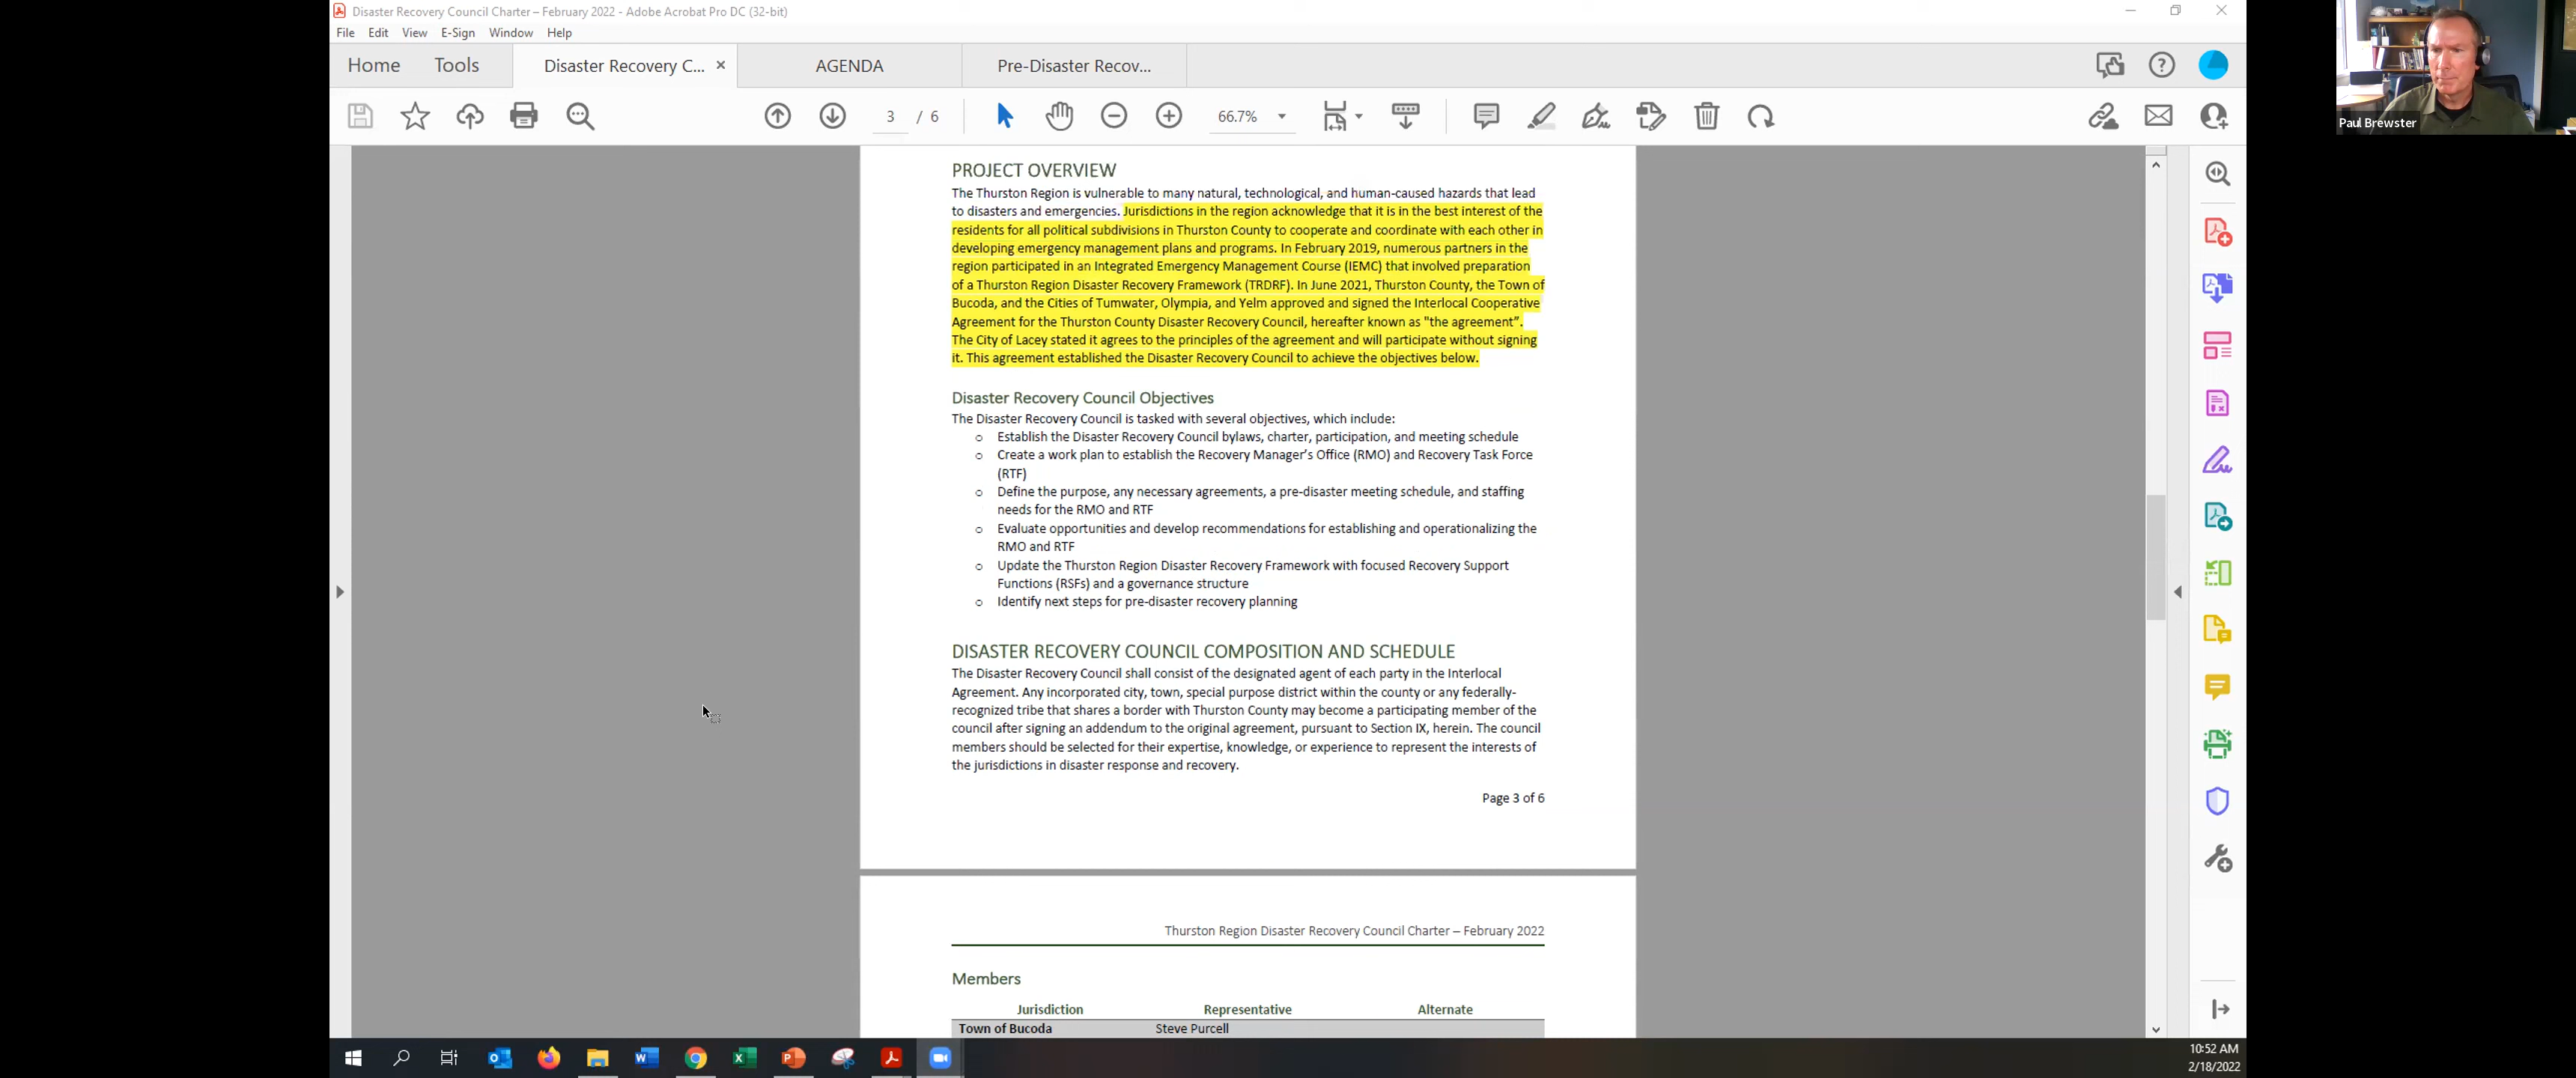 Disaster Recovery Council Charter – February 2022 - Adobe Acrobat Pro DC (32-bit)
File Edit View E-Sign Window Help
Home Tools Disaster Recovery C... × AGENDA Pre-Disaster Recov...
3 / 6 66.7%
Paul Brewster
PROJECT OVERVIEW
The Thurston Region is vulnerable to many natural, technological, and human-caused hazards that lead
to disasters and emergencies. Jurisdictions in the region acknowledge that it is in the best interest of the
residents for all political subdivisions in Thurston County to cooperate and coordinate with each other in
developing emergency management plans and programs. In February 2019, numerous partners in the
region participated in an Integrated Emergency Management Course (IEMC) that involved preparation
of a Thurston Region Disaster Recovery Framework (TRDRF). In June 2021, Thurston County, the Town of
Bucoda, and the Cities of Tumwater, Olympia, and Yelm approved and signed the Interlocal Cooperative
Agreement for the Thurston County Disaster Recovery Council, hereafter known as "the agreement”.
The City of Lacey stated it agrees to the principles of the agreement and will participate without signing
it. This agreement established the Disaster Recovery Council to achieve the objectives below.
Disaster Recovery Council Objectives
The Disaster Recovery Council is tasked with several objectives, which include:
o Establish the Disaster Recovery Council bylaws, charter, participation, and meeting schedule
o Create a work plan to establish the Recovery Manager’s Office (RMO) and Recovery Task Force
(RTF)
o Define the purpose, any necessary agreements, a pre-disaster meeting schedule, and staffing
needs for the RMO and RTF
o Evaluate opportunities and develop recommendations for establishing and operationalizing the
RMO and RTF
o Update the Thurston Region Disaster Recovery Framework with focused Recovery Support
Functions (RSFs) and a governance structure
o Identify next steps for pre-disaster recovery planning
DISASTER RECOVERY COUNCIL COMPOSITION AND SCHEDULE
The Disaster Recovery Council shall consist of the designated agent of each party in the Interlocal
Agreement. Any incorporated city, town, special purpose district within the county or any federally-
recognized tribe that shares a border with Thurston County may become a participating member of the
council after signing an addendum to the original agreement, pursuant to Section IX, herein. The council
members should be selected for their expertise, knowledge, or experience to represent the interests of
the jurisdictions in disaster response and recovery.
Page 3 of 6
Thurston Region Disaster Recovery Council Charter – February 2022
Members
Jurisdiction Representative Alternate
Town of Bucoda Steve Purcell
10:52 AM
2/18/2022